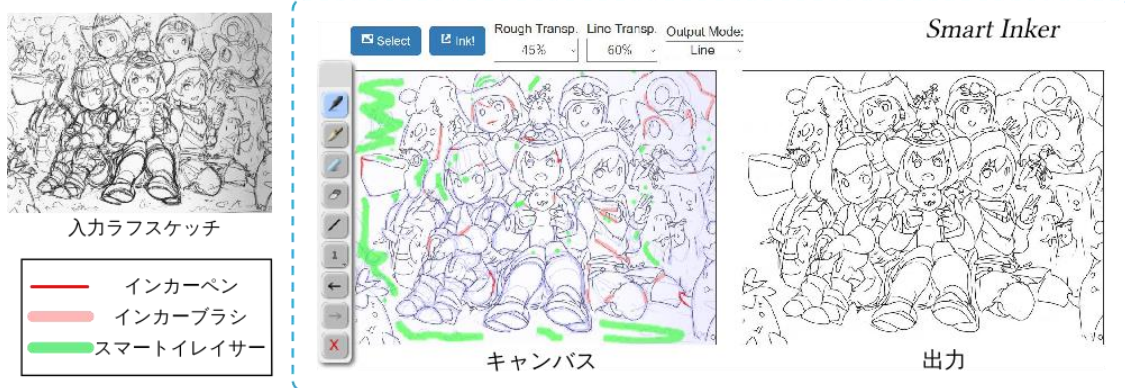 入力ラフスケッチ
インカーペン
インカーブラシ
スマートイレイサー
Select
Ink!
Rough Transp.
45%
Line Transp.
60%
Output Mode:
Line
Smart Inker
1
X
キャンバス
出力